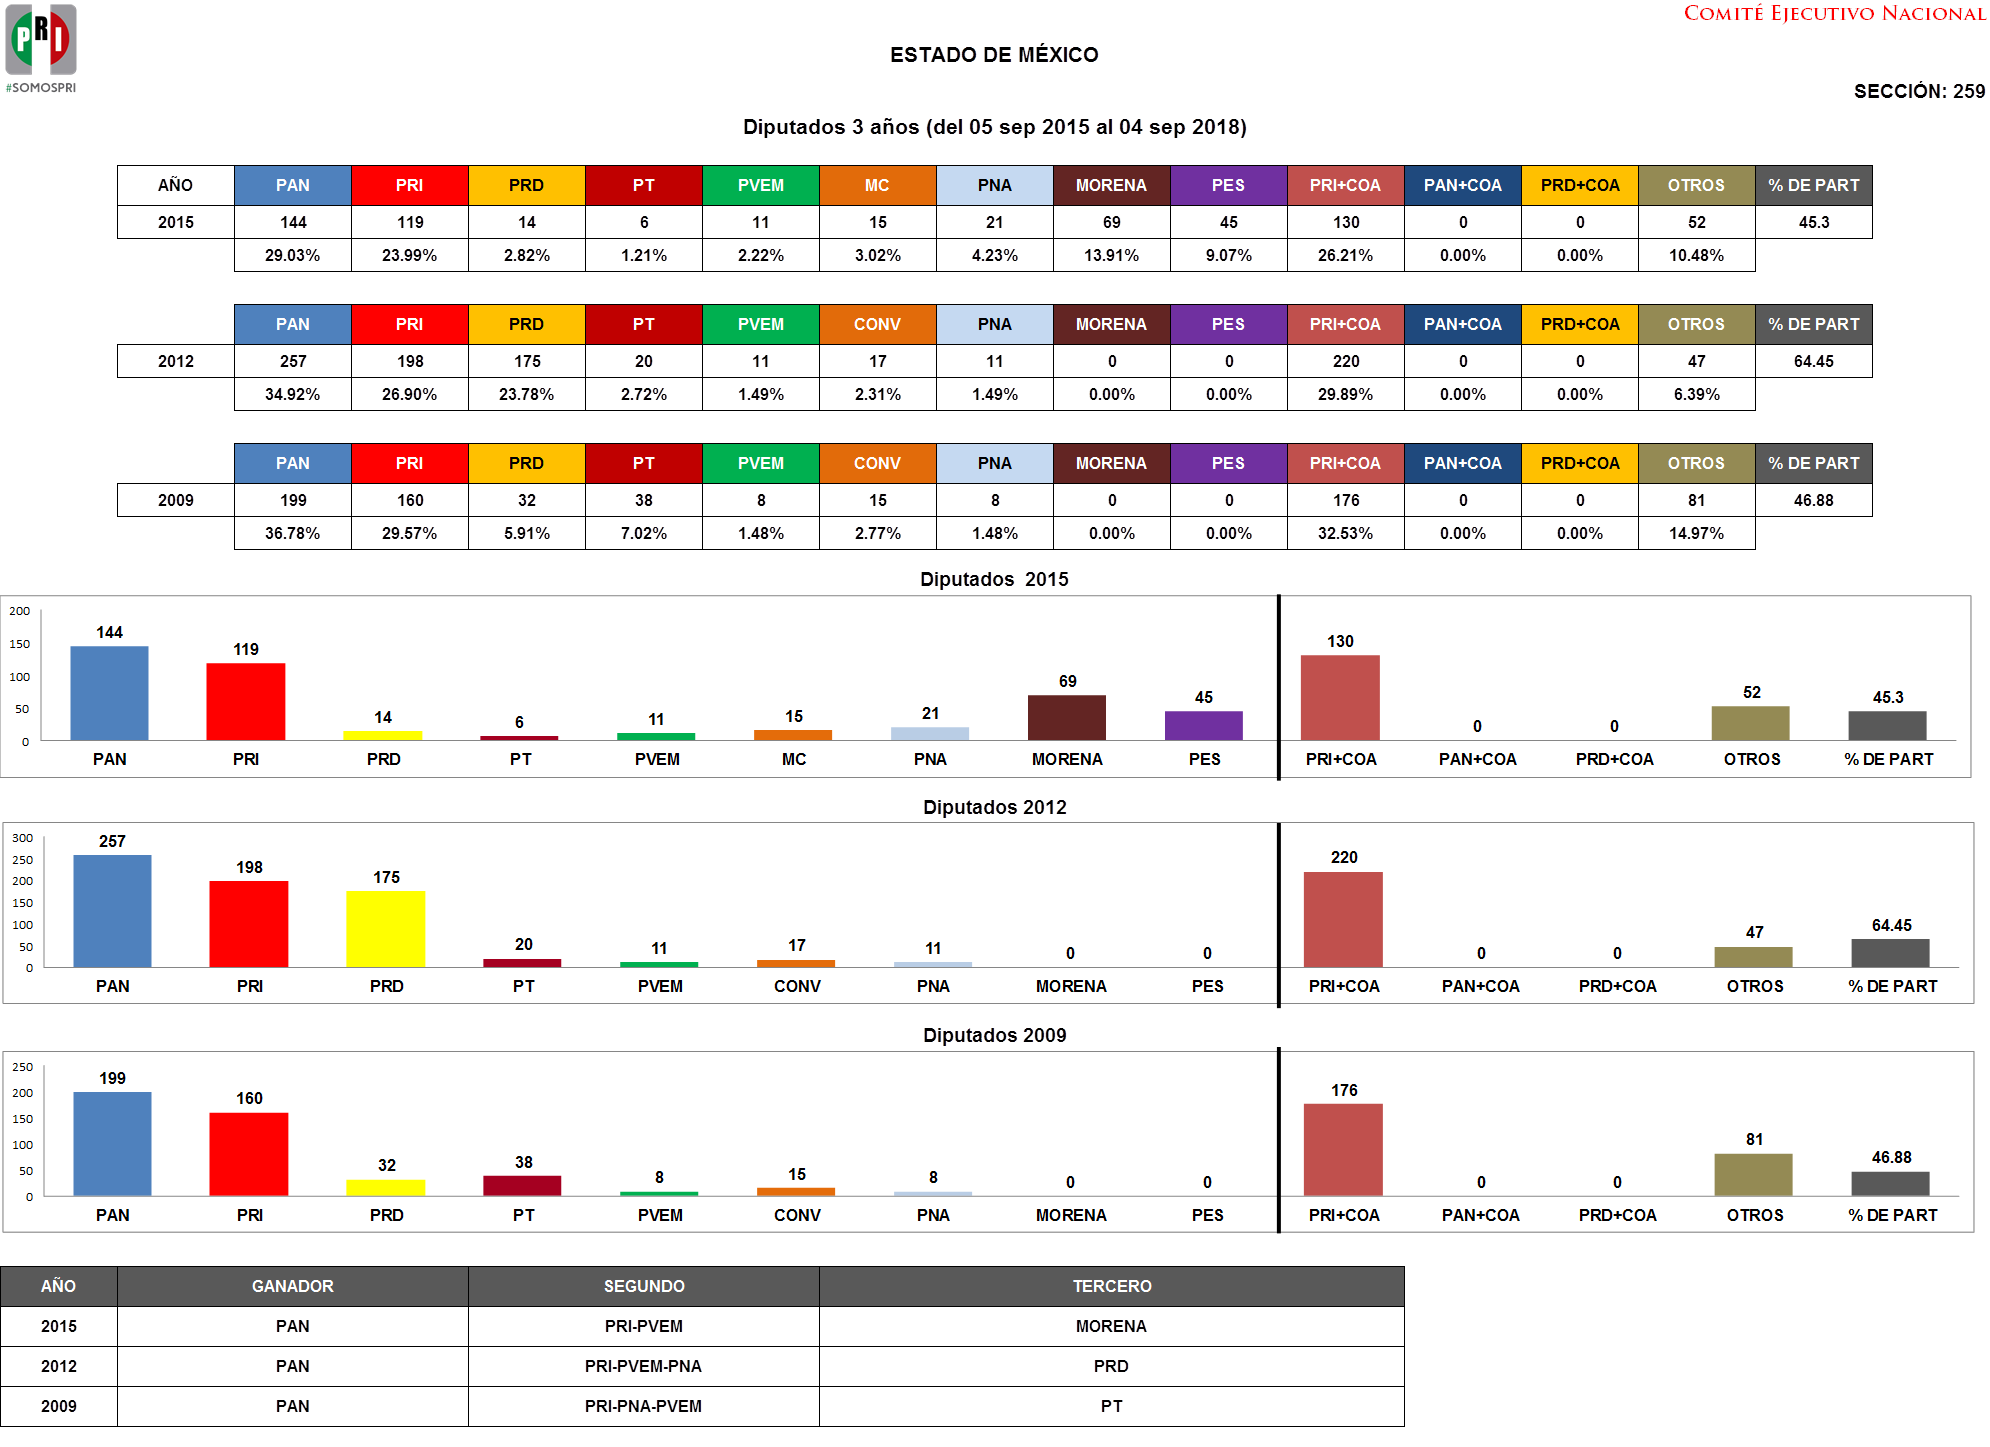 PRI
#SOMOSPRI
COMITÉ EJECUTIVO NACIONAL
ESTADO DE MÉXICO
SECCIÓN: 259
Diputados 3 años (del 05 sep 2015 al 04 sep 2018)
AÑO PAN PRI PRD PT PVEM MC PNA MORENA PES PRI+COA PAN+COA PRD+COA OTROS % DE PART
2015 144 119 14 6 11 15 21 69 45 130 0 0 52 45.3
29.03% 23.99% 2.82% 1.21% 2.22% 3.02% 4.23% 13.91% 9.07% 26.21% 0.00% 0.00% 10.48%
PAN PRI PRD PT PVEM CONV PNA MORENA PES PRI+COA PAN+COA PRD+COA OTROS % DE PART
2012 257 198 175 20 11 17 11 0 0 220 0 0 47 64.45
34.92% 26.90% 23.78% 2.72% 1.49% 2.31% 1.49% 0.00% 0.00% 29.89% 0.00% 0.00% 6.39%
PAN PRI PRD PT PVEM CONV PNA MORENA PES PRI+COA PAN+COA PRD+COA OTROS % DE PART
2009 199 160 32 38 8 15 8 0 0 176 0 0 81 46.88
36.78% 29.57% 5.91% 7.02% 1.48% 2.77% 1.48% 0.00% 0.00% 32.53% 0.00% 0.00% 14.97%
Diputados 2015
200
150
100
50
0
144 119 14 6 11 15 21 69 45 130 0 0 52 45.3
PAN PRI PRD PT PVEM MC PNA MORENA PES PRI+COA PAN+COA PRD+COA OTROS % DE PART
Diputados 2012
300
250
200
150
100
50
0
257 198 175 20 11 17 11 0 0 220 0 0 47 64.45
PAN PRI PRD PT PVEM CONV PNA MORENA PES PRI+COA PAN+COA PRD+COA OTROS % DE PART
Diputados 2009
250
200
150
100
50
0
199 160 32 38 8 15 8 0 0 176 0 0 81 46.88
PAN PRI PRD PT PVEM CONV PNA MORENA PES PRI+COA PAN+COA PRD+COA OTROS % DE PART
AÑO GANADOR SEGUNDO TERCERO
2015 PAN PRI-PVEM MORENA
2012 PAN PRI-PVEM-PNA PRD
2009 PAN PRI-PNA-PVEM PT